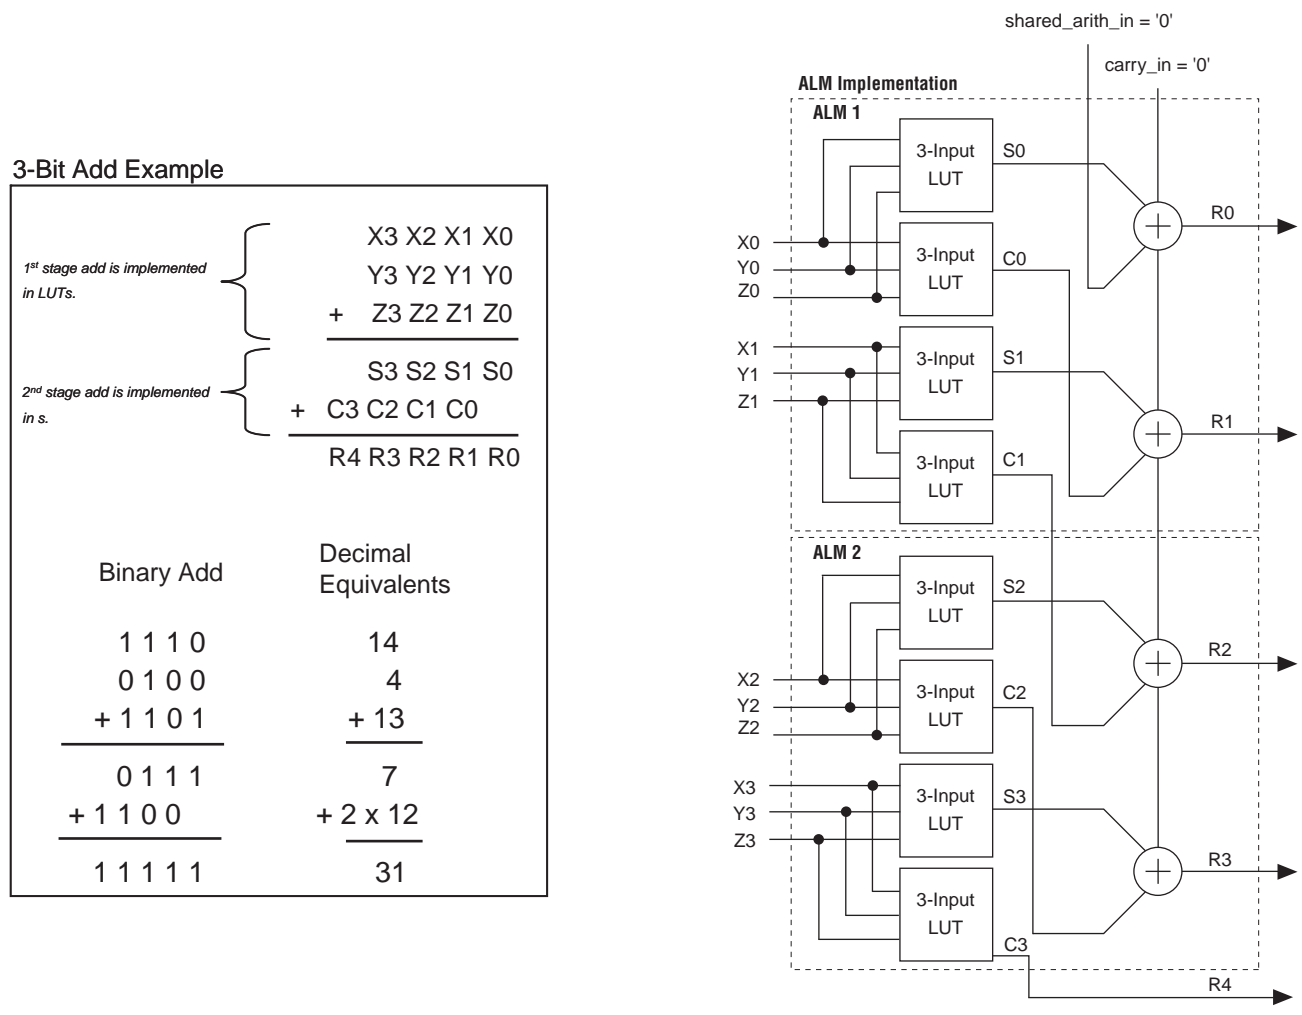 3-Bit Add Example
1st stage add is implemented
in LUTs.
X3 X2 X1 X0
Y3 Y2 Y1 Y0
+ Z3 Z2 Z1 Z0
2nd stage add is implemented
in s.
S3 S2 S1 S0
+ C3 C2 C1 C0
R4 R3 R2 R1 R0
Binary Add
1 1 1 0
0 1 0 0
+ 1 1 0 1
0 1 1 1
+ 1 1 0 0
1 1 1 1 1
Decimal
Equivalents
14
4
+ 13
7
+ 2 x 12
31
shared_arith_in = '0'
carry_in = '0'
ALM Implementation
ALM 1
3-Input
LUT
S0
R0
X0
Y0
Z0
3-Input
LUT
C0
X1
Y1
Z1
3-Input
LUT
S1
R1
3-Input
LUT
C1
ALM 2
3-Input
LUT
S2
R2
X2
Y2
Z2
3-Input
LUT
C2
X3
Y3
Z3
3-Input
LUT
S3
R3
3-Input
LUT
C3
R4